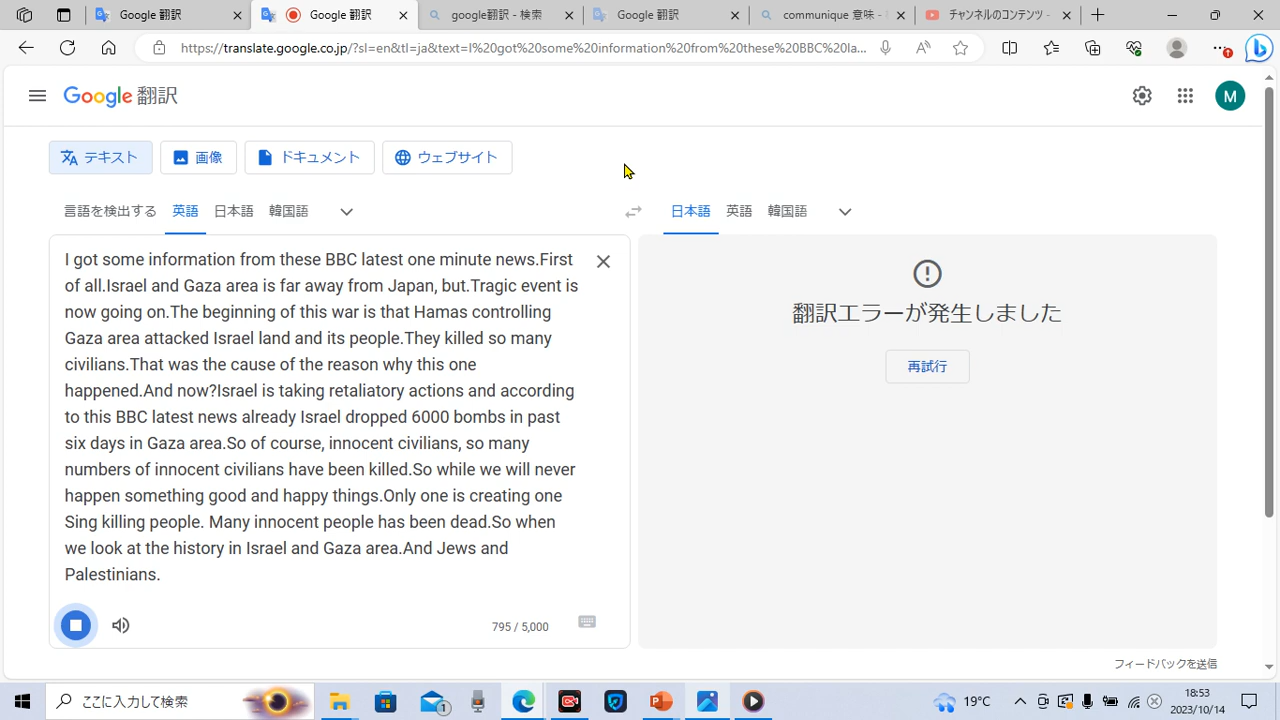 Google 翻訳
Google 翻訳
google翻訳 - 検索
Google 翻訳
communique 意味 -
チャンネルのコンテンツ -
https://translate.google.co.jp/?sl=en&tl=ja&text=I%20got%20some%20information%20from%20these%20BBC%20la...
Google 翻訳
M
テキスト
画像
ドキュメント
ウェブサイト
言語を検出する 英語 日本語 韓国語
日本語 英語 韓国語
I got some information from these BBC latest one minute news.First
of all.Israel and Gaza area is far away from Japan, but.Tragic event is
now going on.The beginning of this war is that Hamas controlling
Gaza area attacked Israel land and its people.They killed so many
civilians.That was the cause of the reason why this one
happened.And now?Israel is taking retaliatory actions and according
to this BBC latest news already Israel dropped 6000 bombs in past
six days in Gaza area.So of course, innocent civilians, so many
numbers of innocent civilians have been killed.So while we will never
happen something good and happy things.Only one is creating one
Sing killing people. Many innocent people has been dead.So when
we look at the history in Israel and Gaza area.And Jews and
Palestinians.
795 / 5,000
翻訳エラーが発生しました
再試行
フィードバックを送信
ここに入力して検索
1
19°C
18:53
2023/10/14